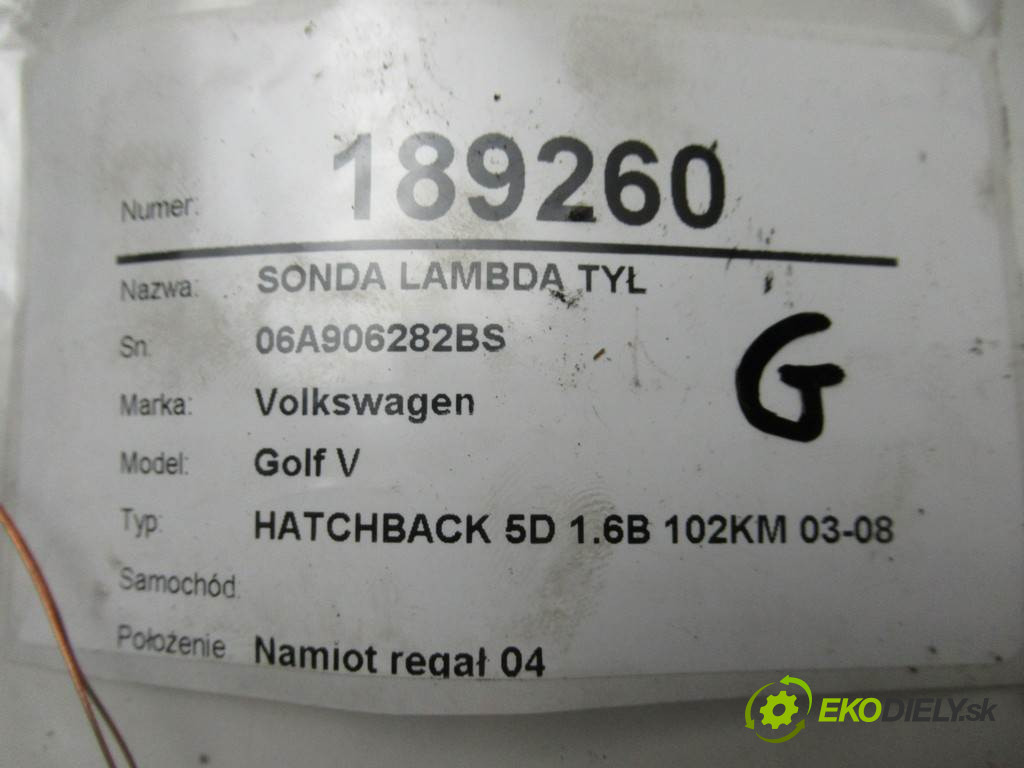 Numer: 189260
Nazwa: SONDA LAMBDA TYŁ
Sn. 06A906282BS
G
Marka: Volkswagen
Model: Golf V
Typ: HATCHBACK 5D 1.6B 102KM 03-08
Samochód:
Położenie Namiot regał 04
EKODIELY.sk